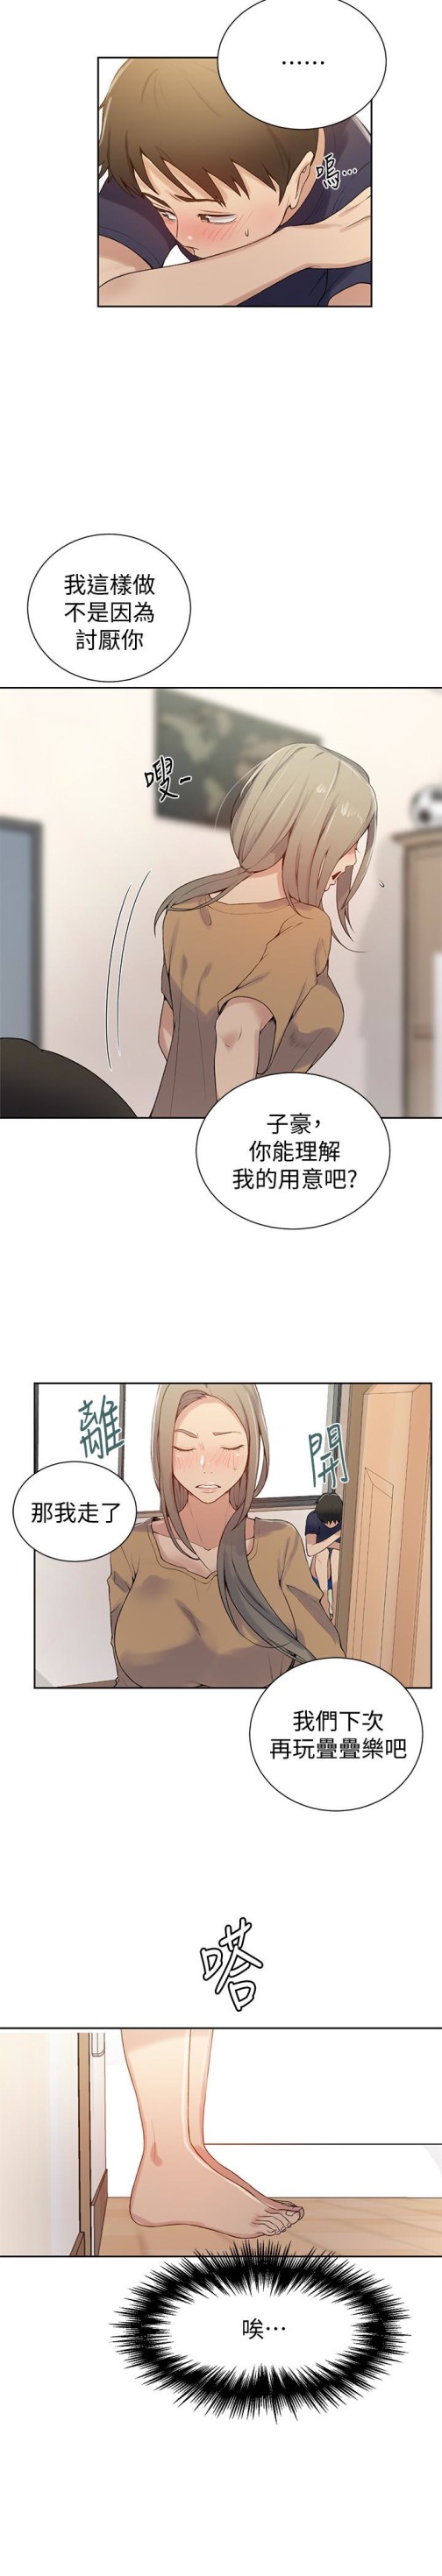 ……
嗚…
我這樣做
不是因為
討厭你
嗖-
子豪,
你能理解
我的用意吧?
離
開
那我走了
我們下次
再玩疊疊樂吧
嗒
唉…